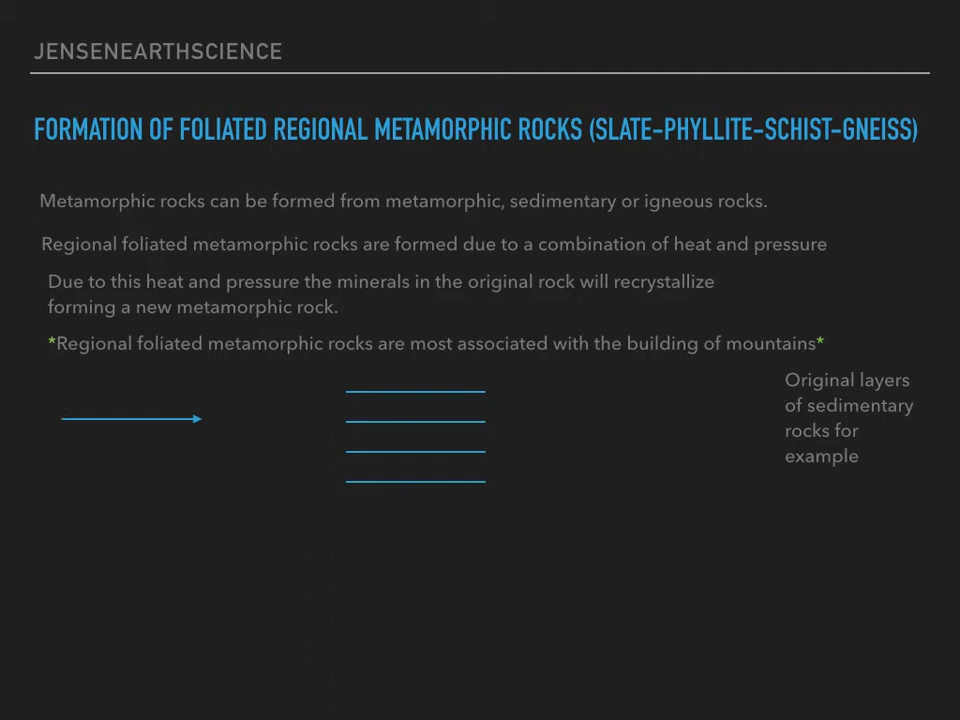 JENSENEARTHSCIENCE
FORMATION OF FOLIATED REGIONAL METAMORPHIC ROCKS (SLATE-PHYLLITE-SCHIST-GNEISS)
Metamorphic rocks can be formed from metamorphic, sedimentary or igneous rocks.
Regional foliated metamorphic rocks are formed due to a combination of heat and pressure
Due to this heat and pressure the minerals in the original rock will recrystallize
forming a new metamorphic rock.
*Regional foliated metamorphic rocks are most associated with the building of mountains*
Original layers
of sedimentary
rocks for
example